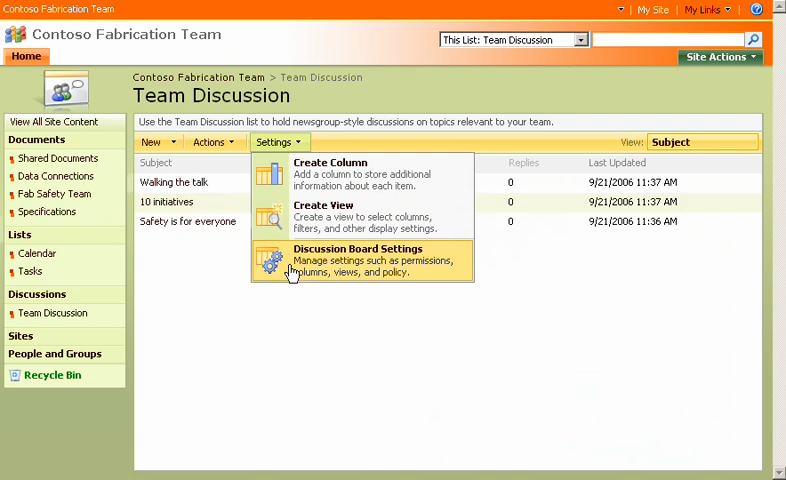 Contoso Fabrication Team
My Site
My Links
Contoso Fabrication Team
This List: Team Discussion
Home
Site Actions
Contoso Fabrication Team > Team Discussion
Team Discussion
Use the Team Discussion list to hold newsgroup-style discussions on topics relevant to your team.
New
Actions
Settings
View:
Subject
View All Site Content
Documents
Shared Documents
Data Connections
Fab Safety Team
Specifications
Lists
Calendar
Tasks
Discussions
Team Discussion
Sites
People and Groups
Recycle Bin
Subject
Replies
Last Updated
Walking the talk
0
9/21/2006 11:37 AM
10 initiatives
0
9/21/2006 11:37 AM
Safety is for everyone
0
9/21/2006 11:36 AM
Create Column
Add a column to store additional
information about each item.
Create View
Create a view to select columns,
filters, and other display settings.
Discussion Board Settings
Manage settings such as permissions,
columns, views, and policy.